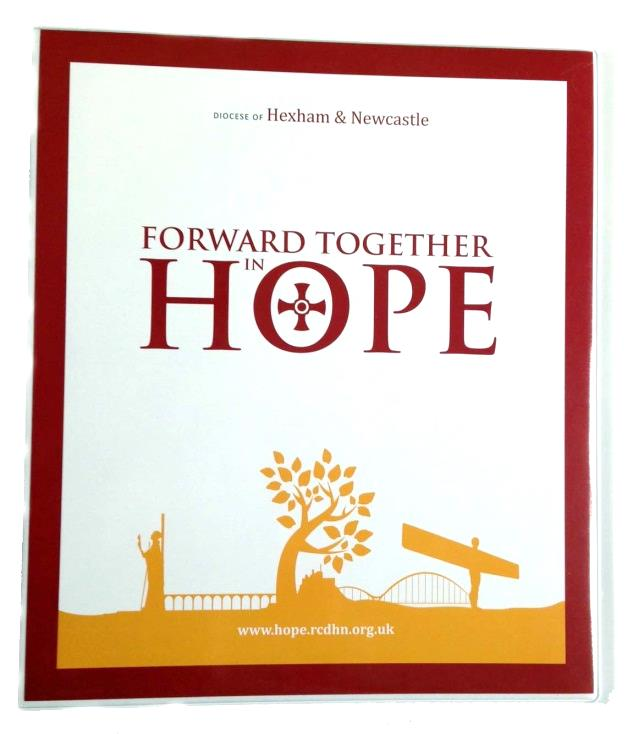 DIOCESE OF Hexham & Newcastle
FORWARD TOGETHER
IN
HOPE
www.hope.rcdhn.org.uk